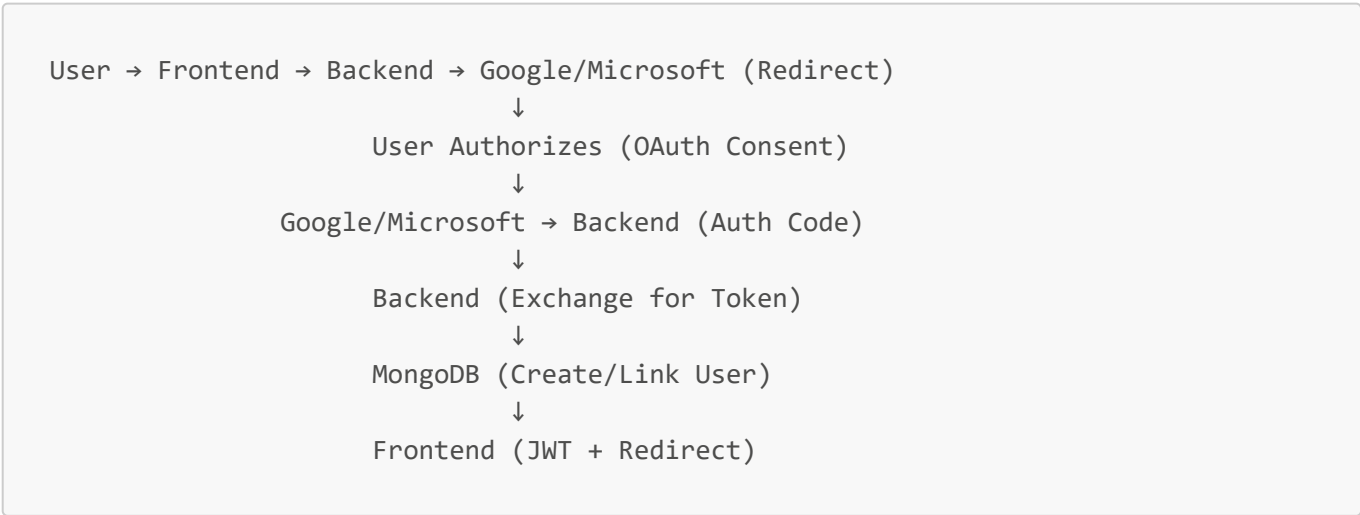 User → Frontend → Backend → Google/Microsoft (Redirect)
↓
User Authorizes (OAuth Consent)
↓
Google/Microsoft → Backend (Auth Code)
↓
Backend (Exchange for Token)
↓
MongoDB (Create/Link User)
↓
Frontend (JWT + Redirect)